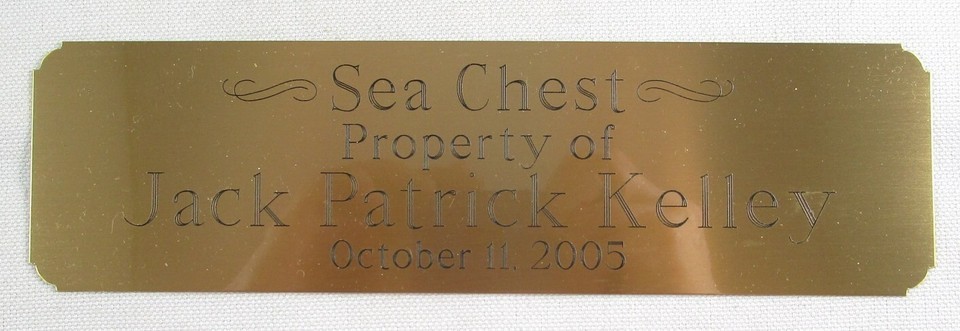 Sea Chest
Property of
Jack Patrick Kelley
October 11, 2005